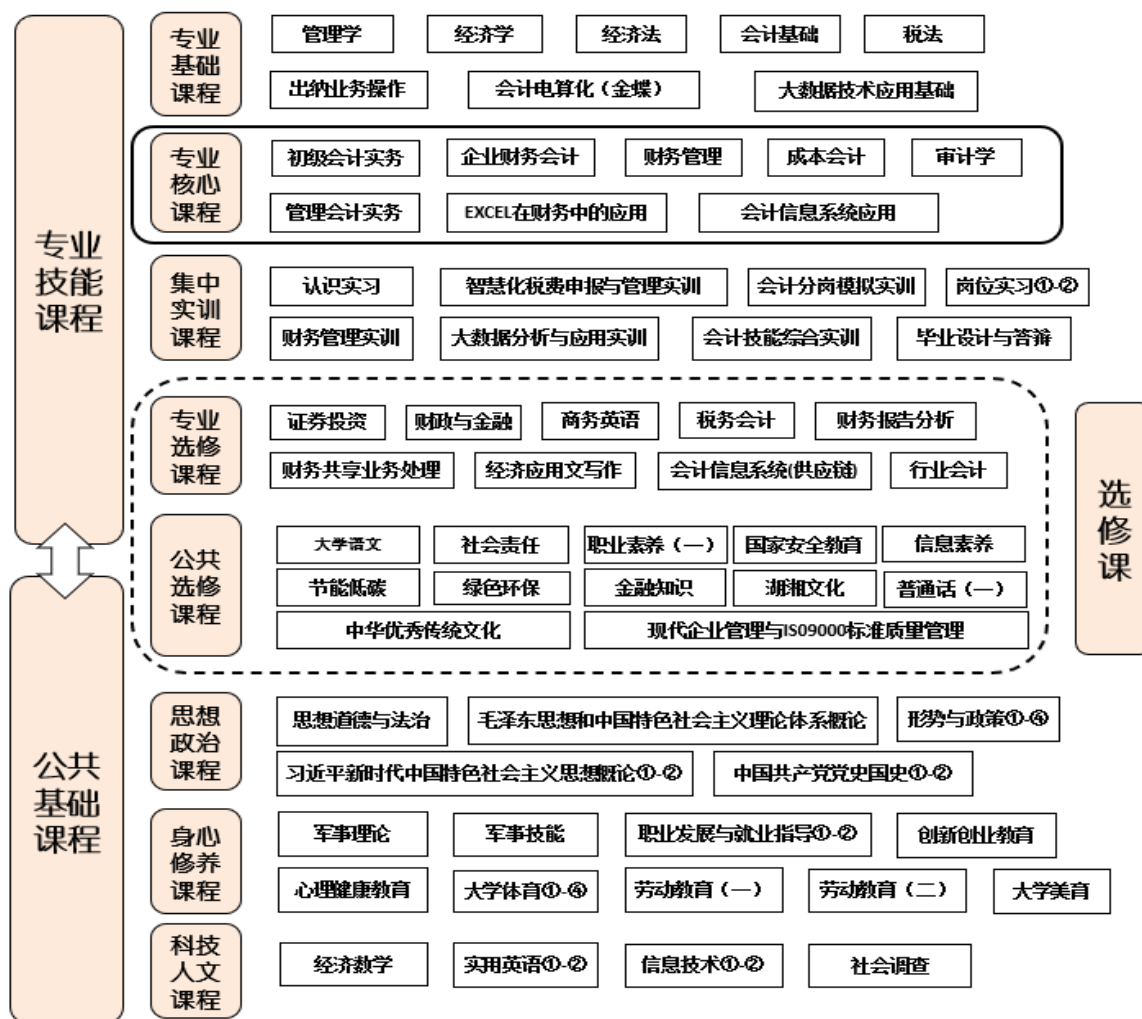 专业技能课程
专业基础课程
管理学 经济学 经济法 会计基础 税法
出纳业务操作 会计电算化（金蝶） 大数据技术应用基础
专业核心课程
初级会计实务 企业财务会计 财务管理 成本会计 审计学
管理会计实务 EXCEL在财务中的应用 会计信息系统应用
集中实训课程
认识实习 智慧化税费申报与管理实训 会计分岗模拟实训 岗位实习①-②
财务管理实训 大数据分析与应用实训 会计技能综合实训 毕业设计与答辩
选修课
专业选修课程
证券投资 财政与金融 商务英语 税务会计 财务报告分析
财务共享业务处理 经济应用文写作 会计信息系统(供应链) 行业会计
公共选修课程
大学语文 社会责任 职业素养（一） 国家安全教育 信息素养
节能低碳 绿色环保 金融知识 湖湘文化 普通话（一）
中华优秀传统文化 现代企业管理与ISO9000标准质量管理
公共基础课程
思想政治课程
思想道德与法治 毛泽东思想和中国特色社会主义理论体系概论 形势与政策①-④
习近平新时代中国特色社会主义思想概论①-② 中国共产党党史国史①-②
身心修养课程
军事理论 军事技能 职业发展与就业指导①-② 创新创业教育
心理健康教育 大学体育①-④ 劳动教育（一） 劳动教育（二） 大学美育
科技人文课程
经济数学 实用英语①-② 信息技术①-② 社会调查